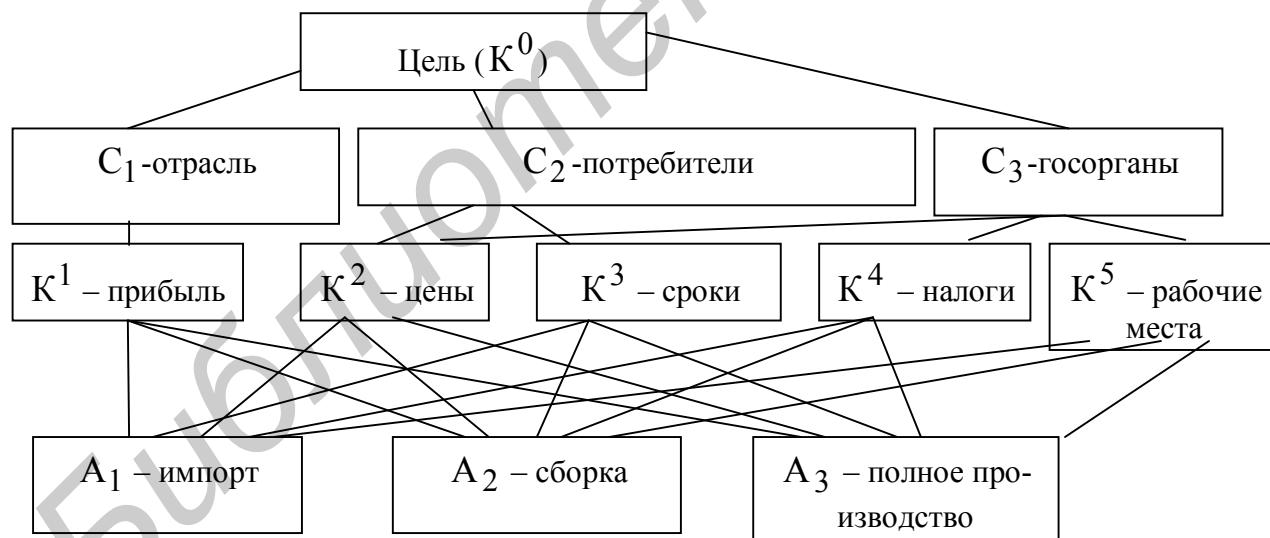 Цель (К⁰)
С₁-отрасль
С₂-потребители
С₃-госорганы
К¹ – прибыль
К² – цены
К³ – сроки
К⁴ – налоги
К⁵ – рабочие
места
А₁ – импорт
А₂ – сборка
А₃ – полное про-
изводство